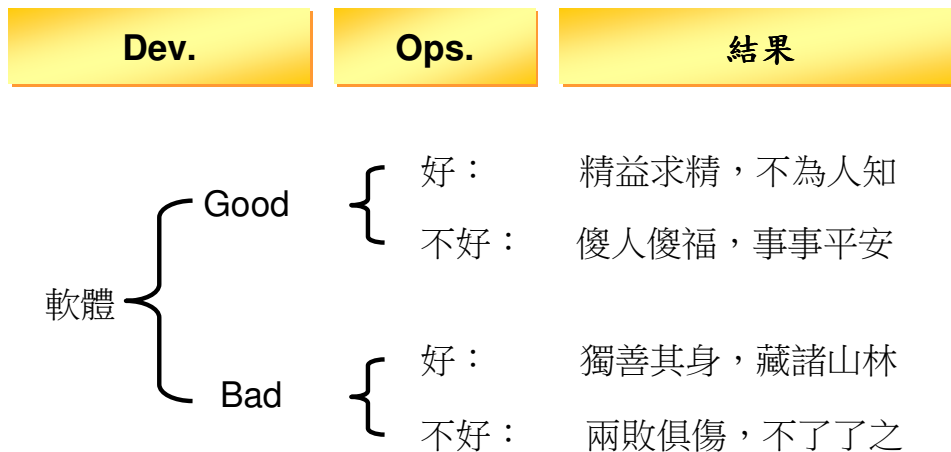 Dev. Ops. 結果
Good
好： 精益求精，不為人知
不好： 傻人傻福，事事平安
軟體
Bad
好： 獨善其身，藏諸山林
不好： 兩敗俱傷，不了了之